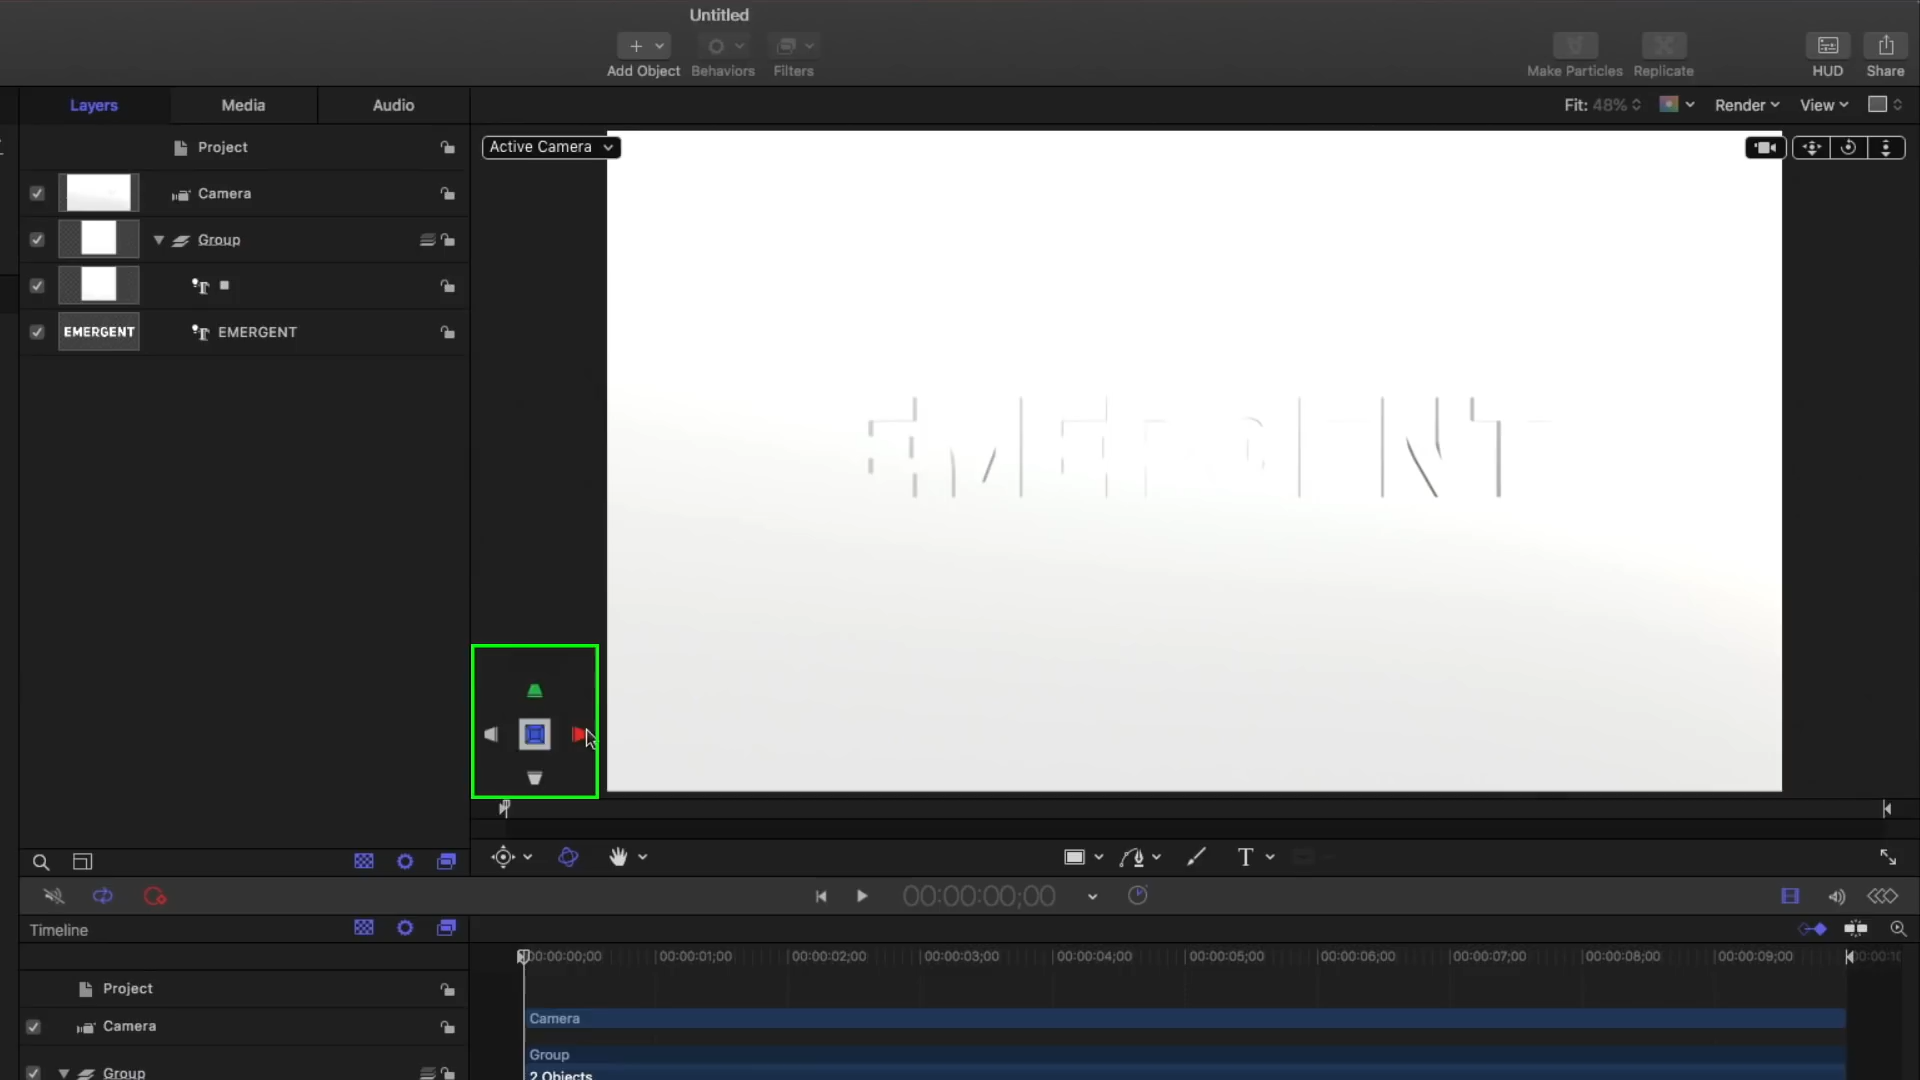 Untitled
Add Object
Behaviors
Filters
Make Particles
Replicate
HUD
Share
Layers
Media
Audio
Fit: 48%
Render
View
Project
Active Camera
Camera
Group
EMERGENT
EMERGENT
EMERGENT
T
00:00:00;00
Timeline
00:00:00;00
00:00:01;00
00:00:02;00
00:00:03;00
00:00:04;00
00:00:05;00
00:00:06;00
00:00:07;00
00:00:08;00
00:00:09;00
Project
Camera
Camera
Group
Group
2 Objects